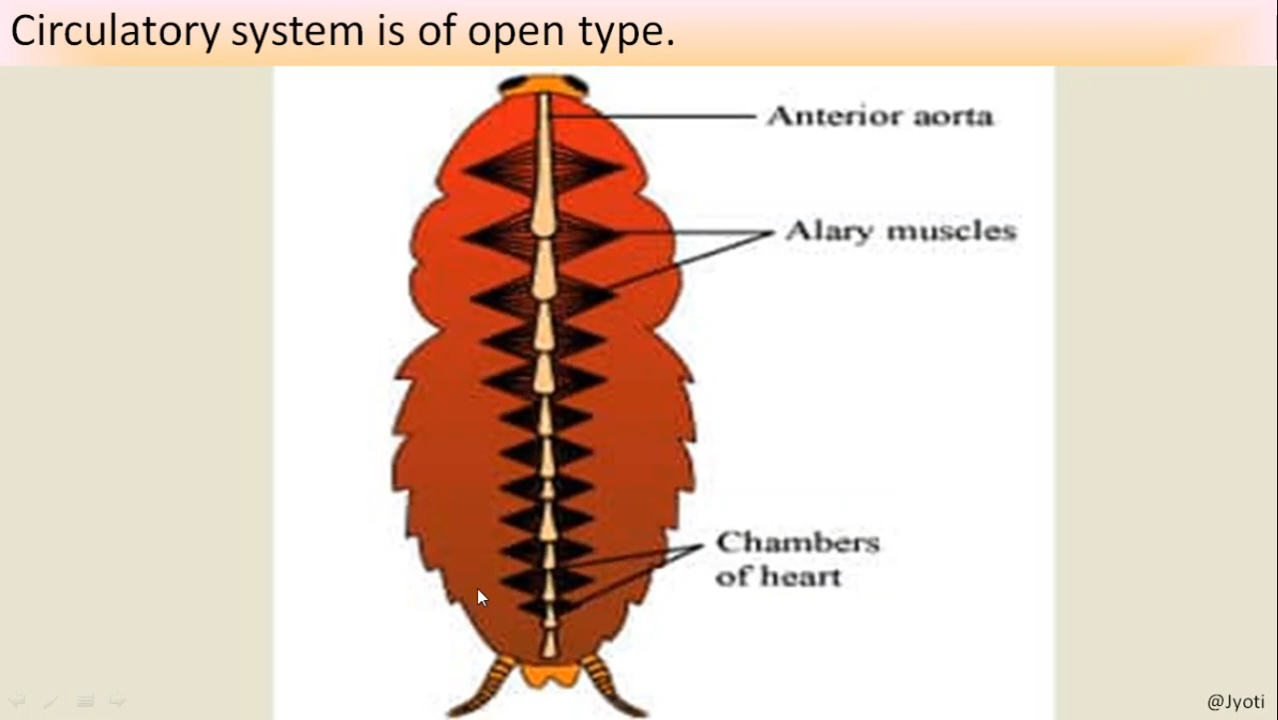 Circulatory system is of open type.
Anterior aorta
Alary muscles
Chambers
of heart
@Jyoti